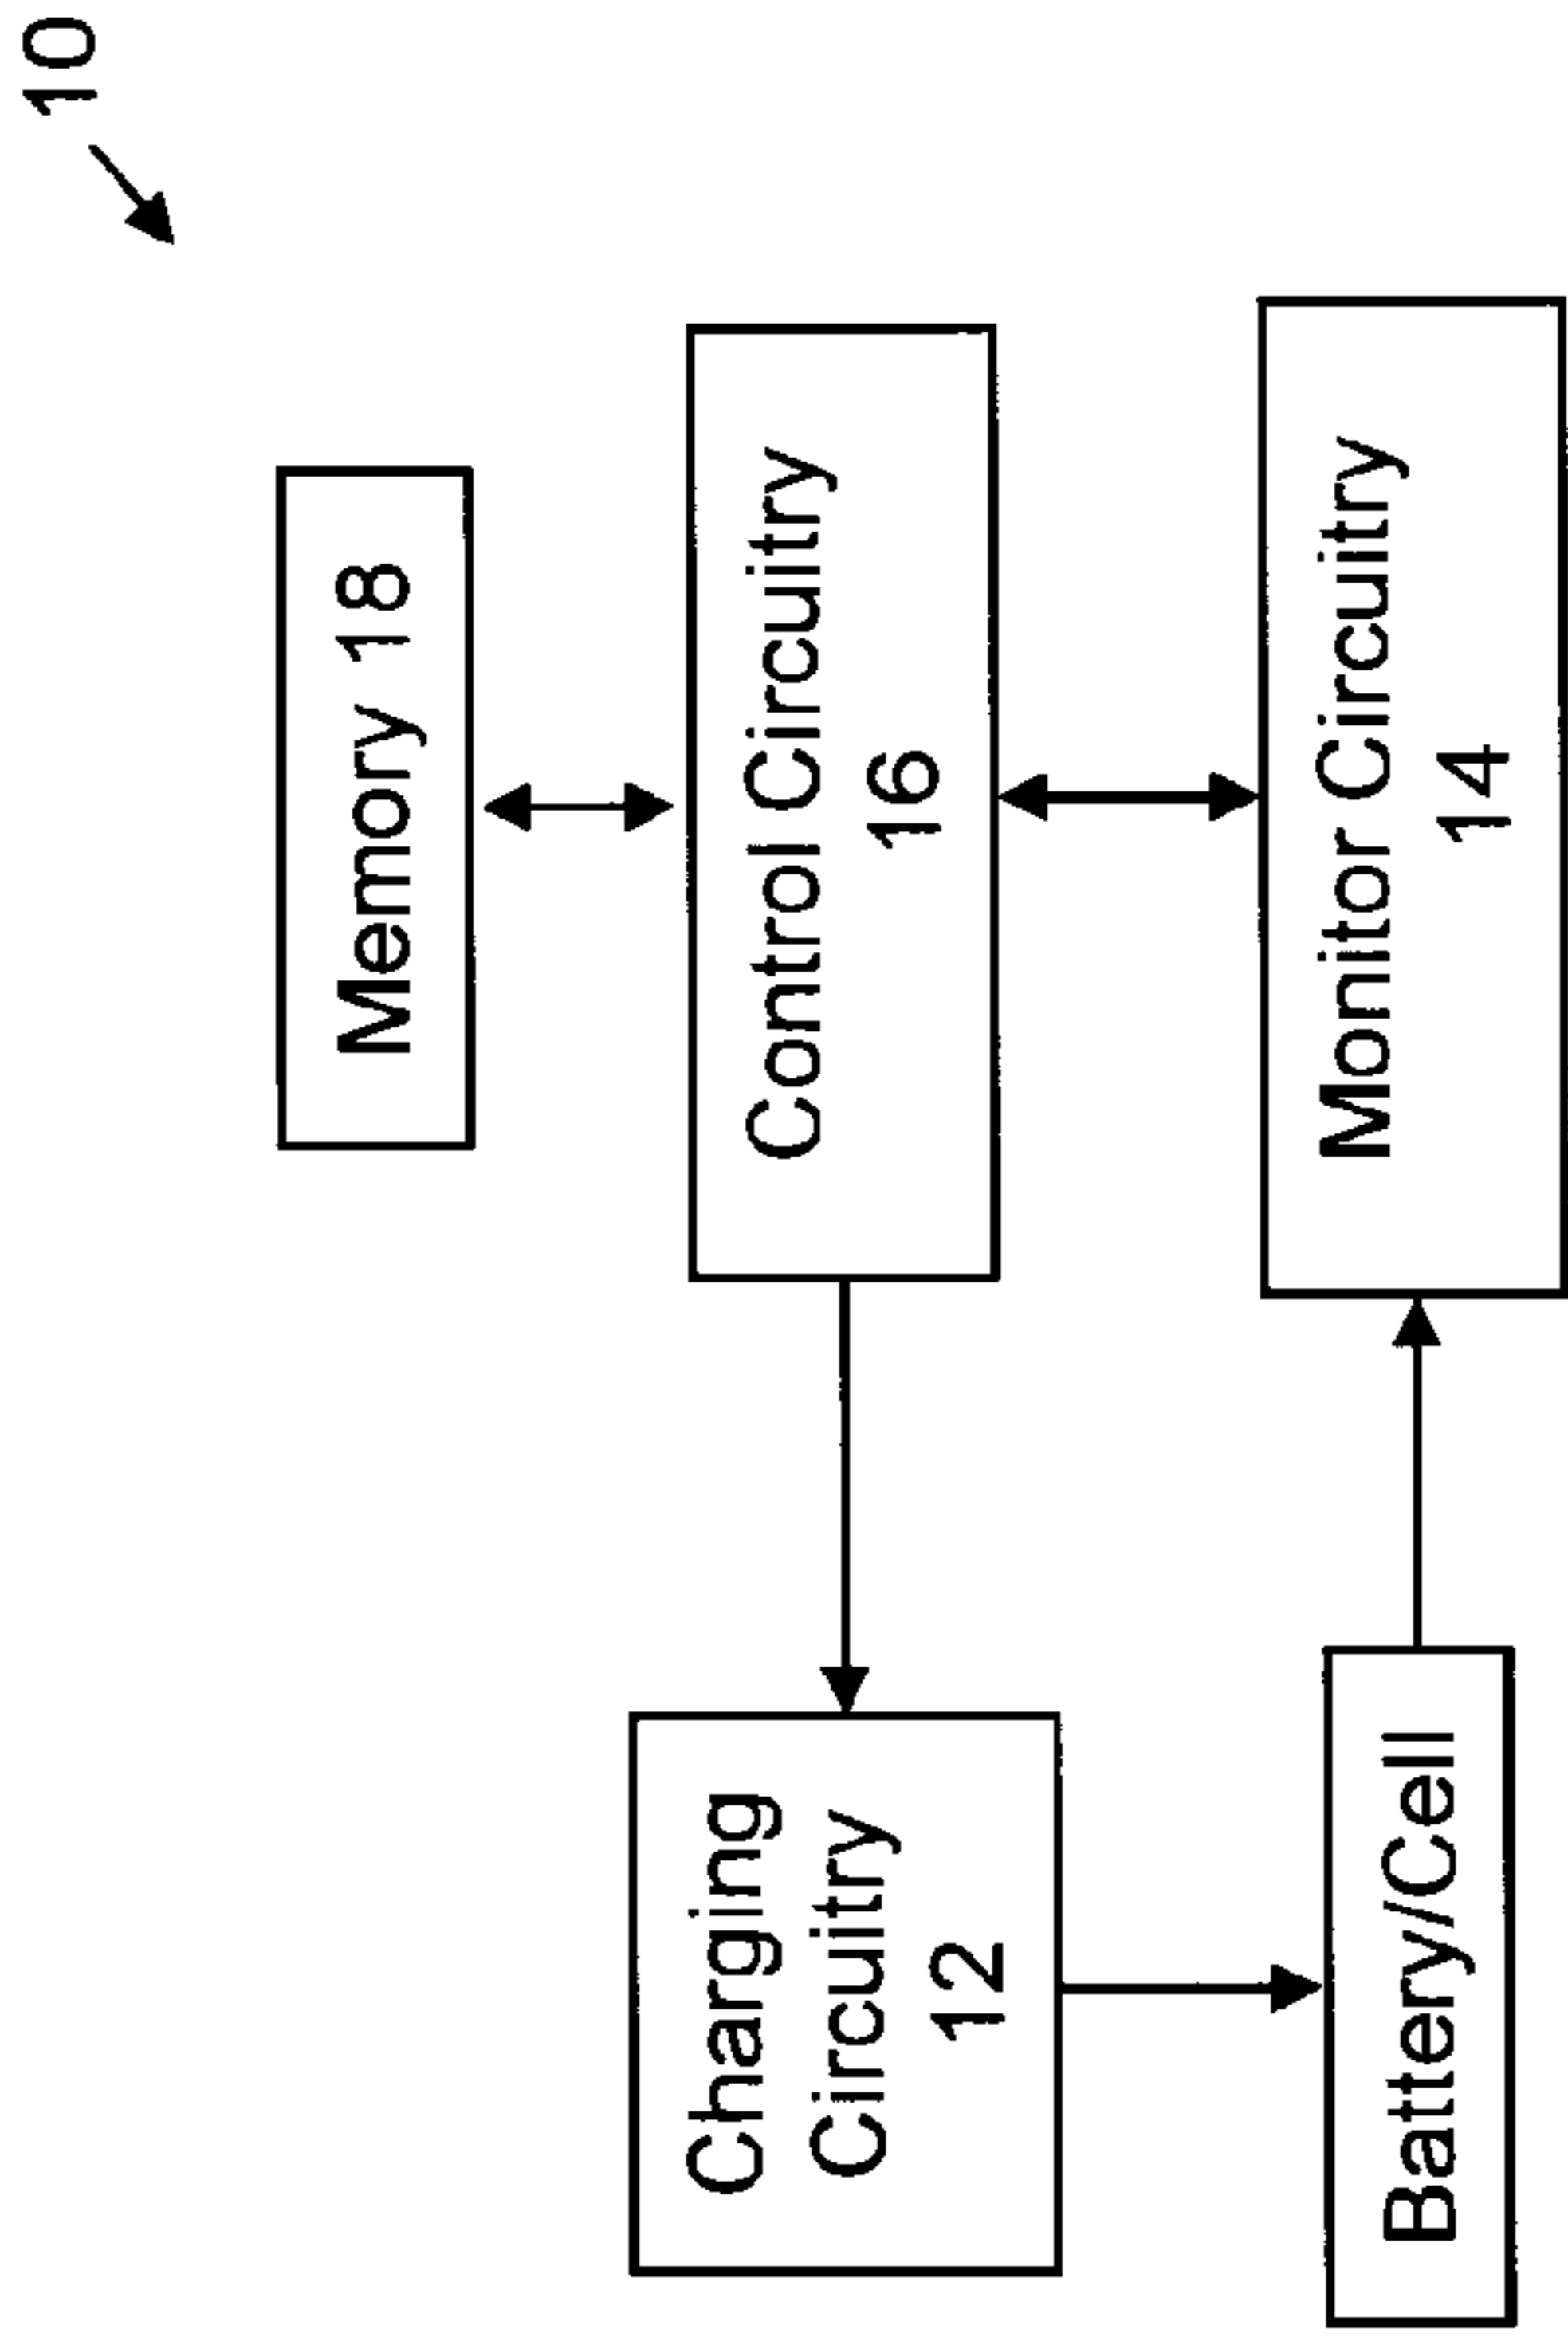 10
Memory 18
Charging
Circuitry
12
Control Circuitry
16
Battery/Cell
Monitor Circuitry
14